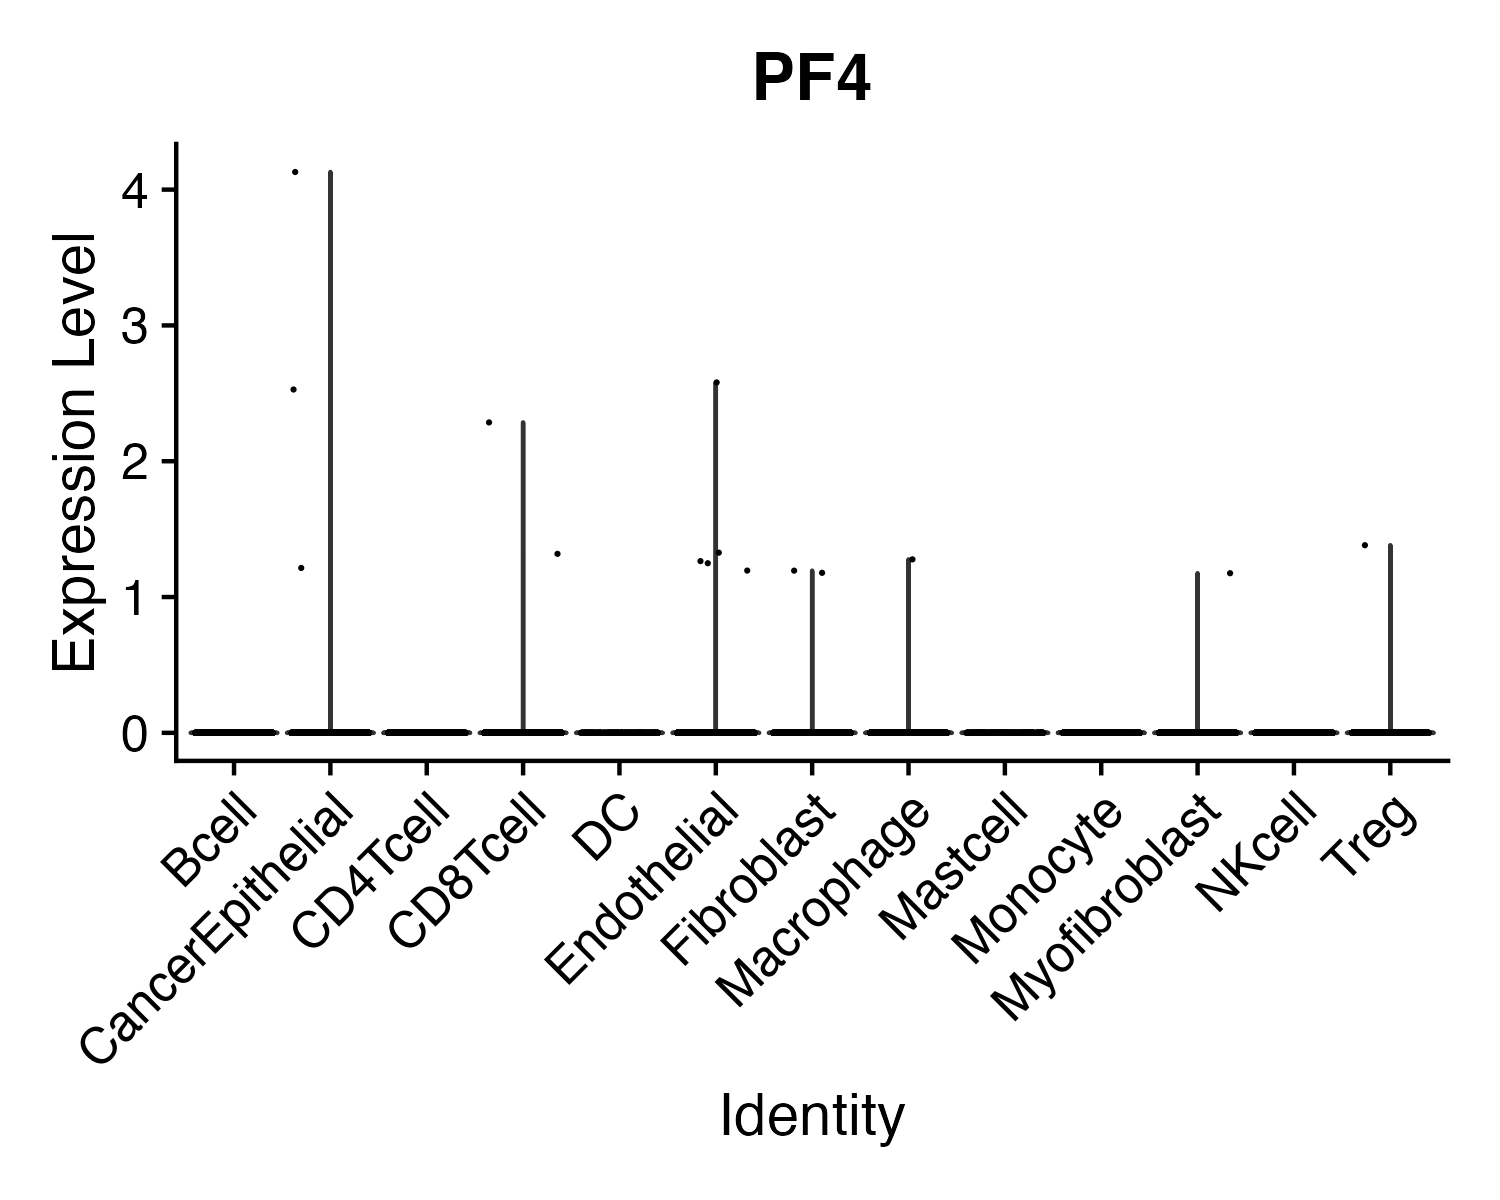 PF4
Expression Level
4
3
2
1
0
Bcell
CancerEpithelial
CD4Tcell
CD8Tcell
DC
Endothelial
Fibroblast
Macrophage
Mastcell
Monocyte
Myofibroblast
NKcell
Treg
Identity